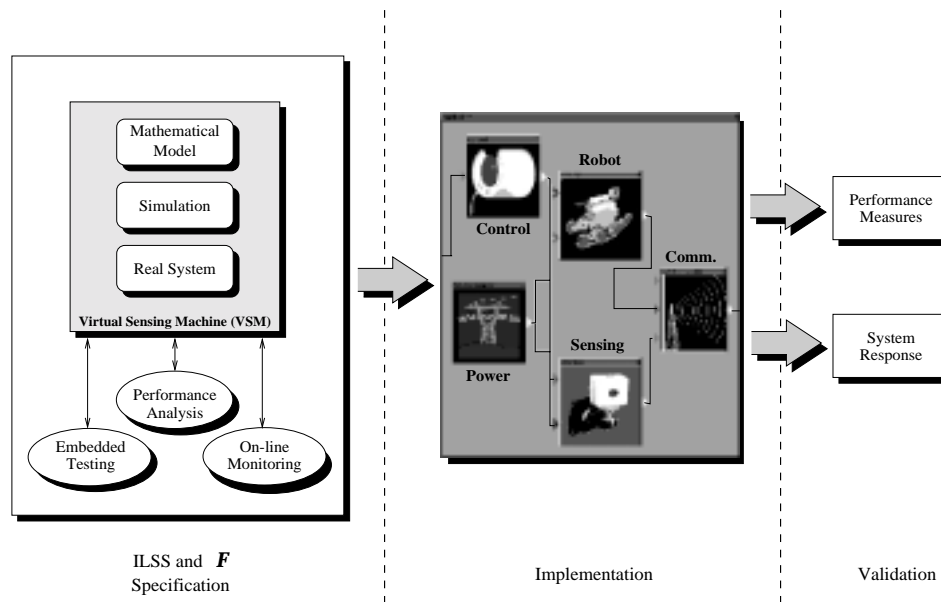 Mathematical
Model
Simulation
Real System
Virtual Sensing Machine (VSM)
Performance
Analysis
Embedded
Testing
On-line
Monitoring
ILSS and F
Specification
Control
Robot
Comm.
Power
Sensing
Implementation
Performance
Measures
System
Response
Validation